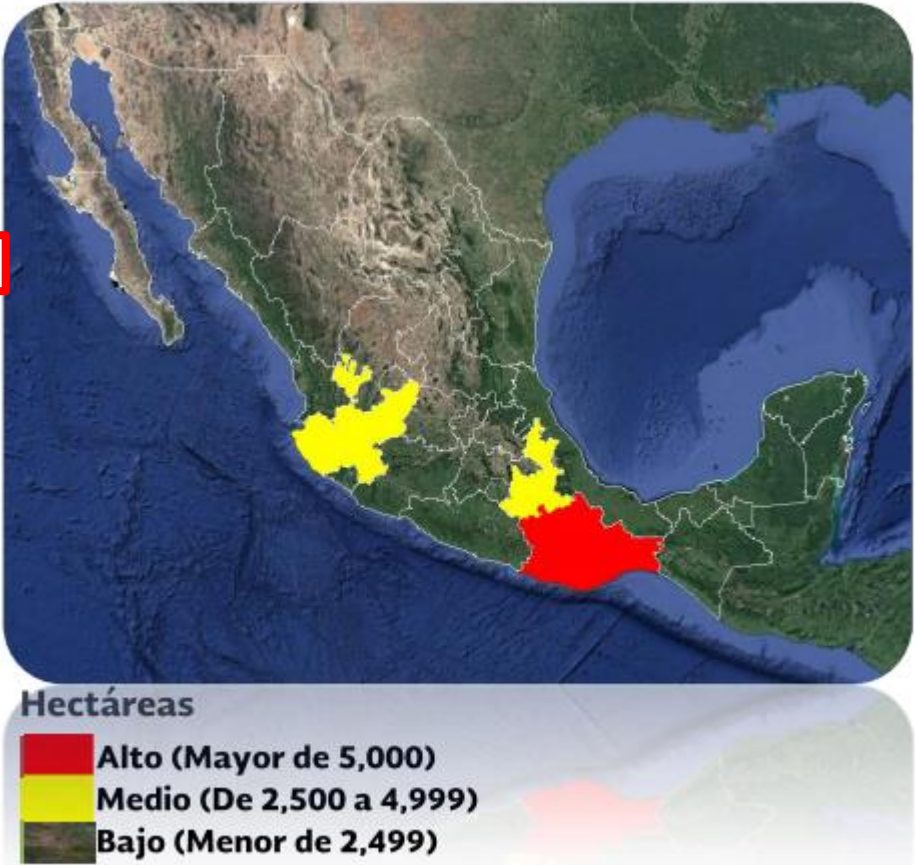 Hectáreas
Alto (Mayor de 5,000)
Medio (De 2,500 a 4,999)
Bajo (Menor de 2,499)